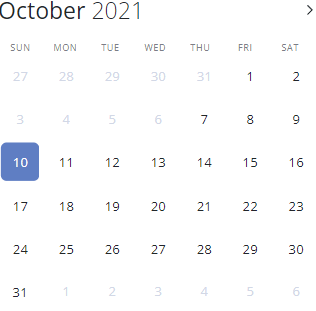 October 2021
SUN MON TUE WED THU FRI SAT
27 28 29 30 31 1 2
3 4 5 6 7 8 9
10 11 12 13 14 15 16
17 18 19 20 21 22 23
24 25 26 27 28 29 30
31 1 2 3 4 5 6